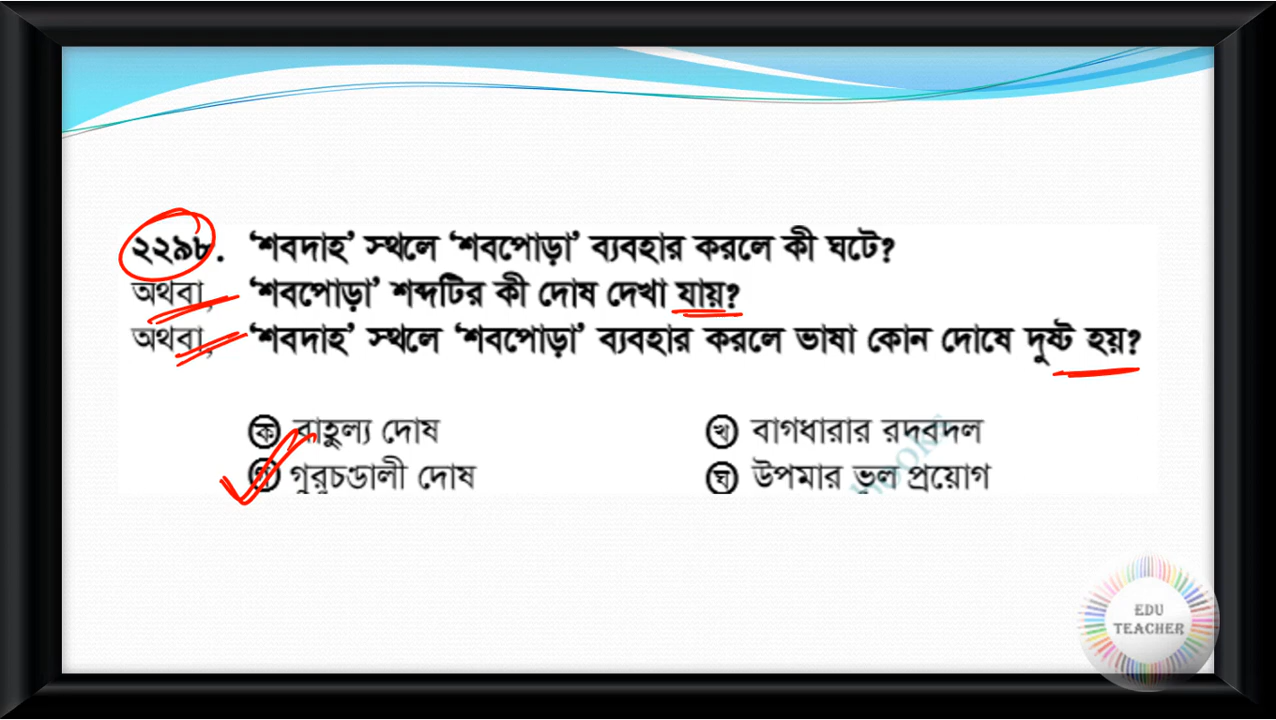 ২২৯৮. ‘শবদাহ’ স্থলে ‘শবপোড়া’ ব্যবহার করলে কী ঘটে?
অথবা, ‘শবপোড়া’ শব্দটির কী দোষ দেখা যায়?
অথবা, ‘শবদাহ’ স্থলে ‘শবপোড়া’ ব্যবহার করলে ভাষা কোন দোষে দুষ্ট হয়?
ক বাহুল্য দোষ খ বাগধারার রদবদল
গ গুরুচণ্ডালী দোষ ঘ উপমার ভুল প্রয়োগ
EDU
TEACHER